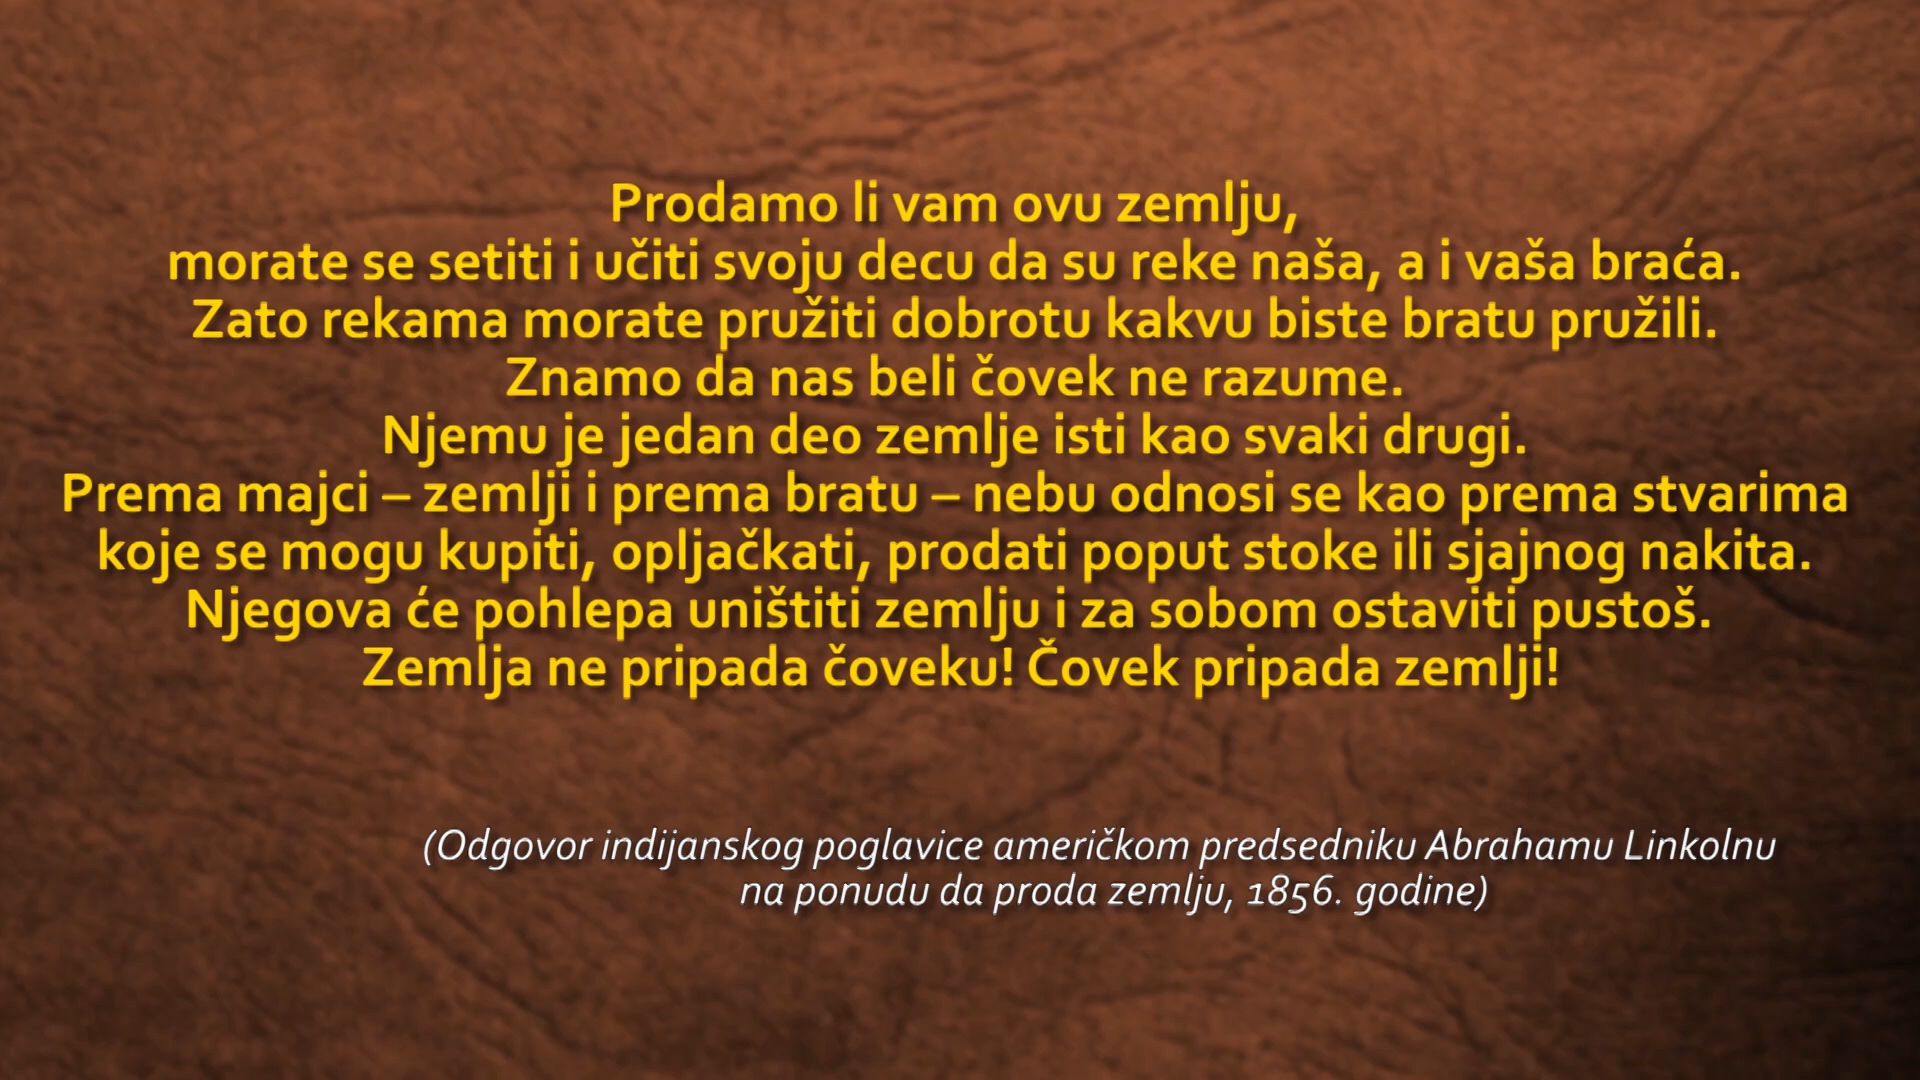 Prodamo li vam ovu zemlju,
morate se setiti i učiti svoju decu da su reke naša, a i vaša braća.
Zato rekama morate pružiti dobrotu kakvu biste bratu pružili.
Znamo da nas beli čovek ne razume.
Njemu je jedan deo zemlje isti kao svaki drugi.
Prema majci – zemlji i prema bratu – nebu odnosi se kao prema stvarima
koje se mogu kupiti, opljačkati, prodati poput stoke ili sjajnog nakita.
Njegova će pohlepa uništiti zemlju i za sobom ostaviti pustoš.
Zemlja ne pripada čoveku! Čovek pripada zemlji!
(Odgovor indijanskog poglavice američkom predsedniku Abrahamu Linkolnu
na ponudu da proda zemlju, 1856. godine)